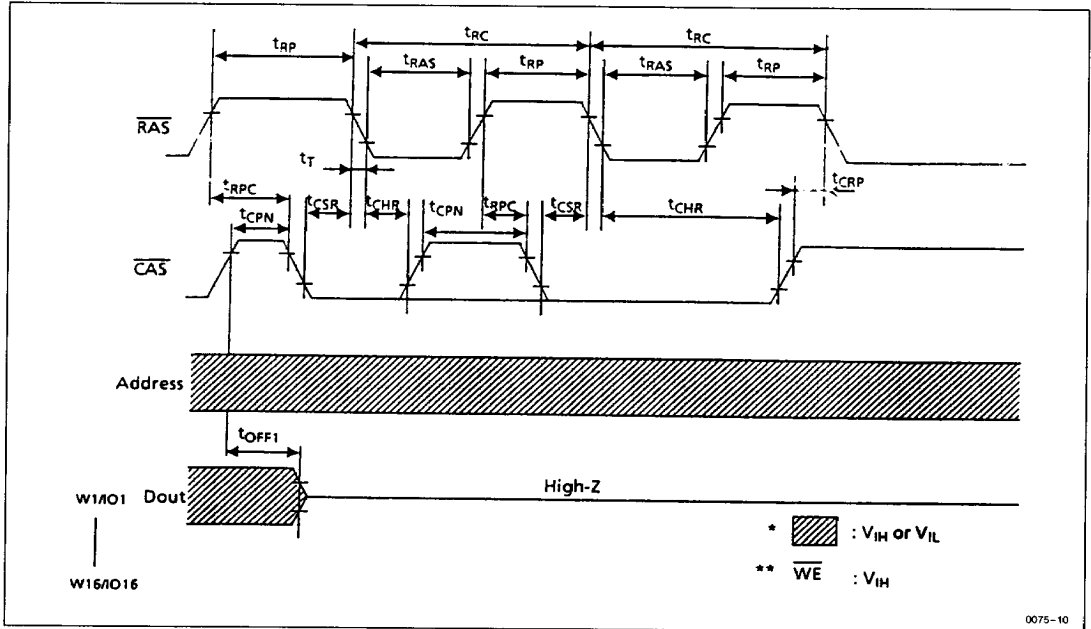 tRP tRC tRC
tRAS tRP tRAS tRP
RAS
tT
tRPC tCRP
tCPN tCSR tCHR tCPN tRPC tCSR tCHR
CAS
Address
tOFF1
W1/IO1 Dout High-Z
W16/IO16
* : VIH or VIL
** WE : VIH
0075-10